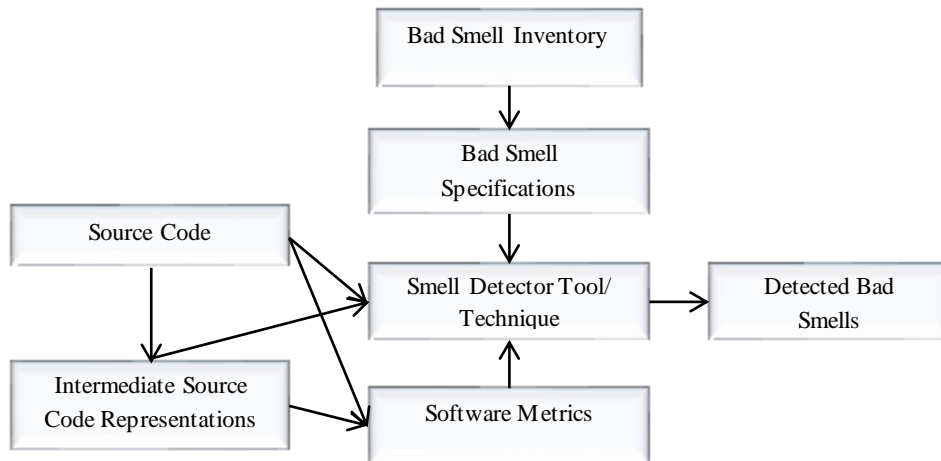 Bad Smell Inventory
Bad Smell
Specifications
Source Code
Smell Detector Tool/
Technique
Detected Bad
Smells
Intermediate Source
Code Representations
Software Metrics